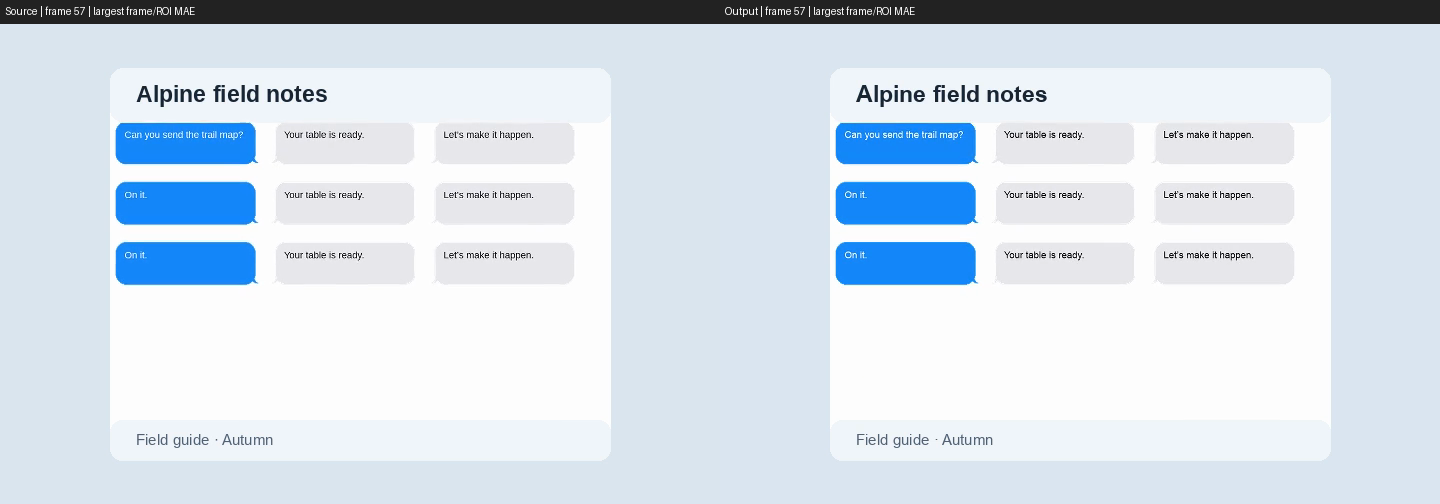 Source | frame 57 | largest frame/ROI MAE
Output | frame 57 | largest frame/ROI MAE
Alpine field notes
Can you send the trail map?
Your table is ready.
Let's make it happen.
On it.
Your table is ready.
Let's make it happen.
On it.
Your table is ready.
Let's make it happen.
Field guide · Autumn
Alpine field notes
Can you send the trail map?
Your table is ready.
Let's make it happen.
On it.
Your table is ready.
Let's make it happen.
On it.
Your table is ready.
Let's make it happen.
Field guide · Autumn